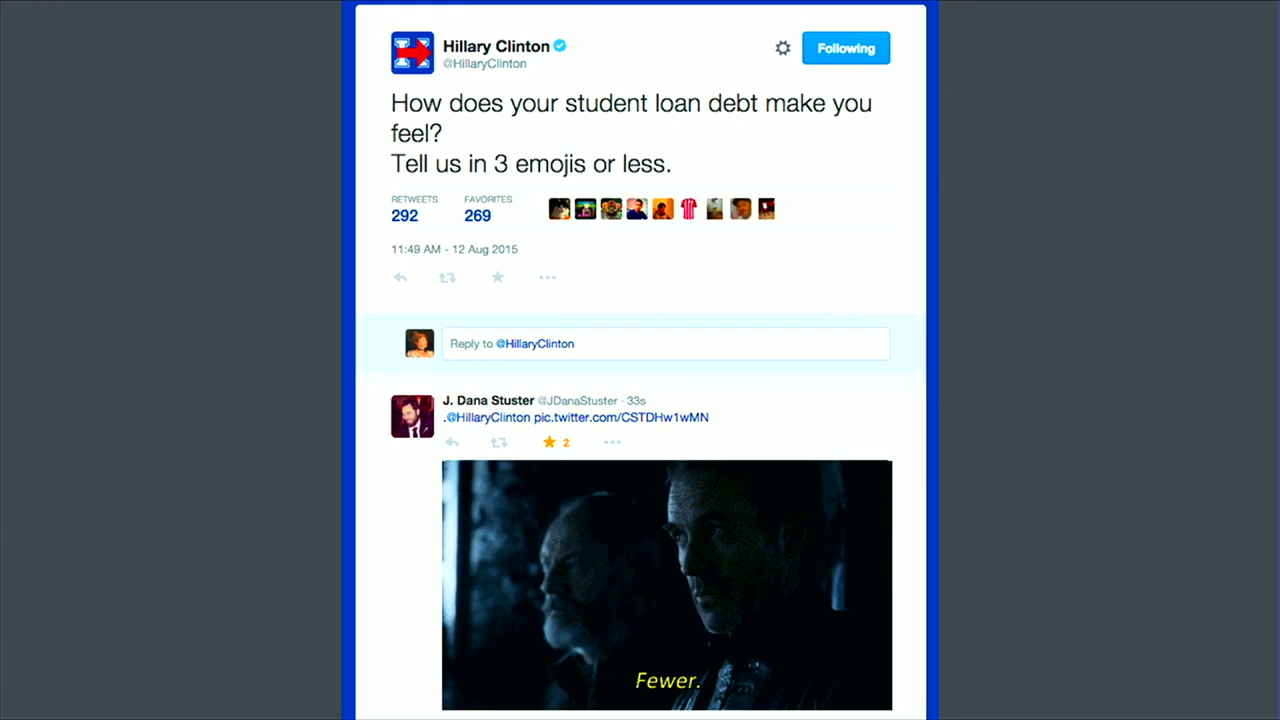 Hillary Clinton
@HillaryClinton
Following
How does your student loan debt make you
feel?
Tell us in 3 emojis or less.
RETWEETS FAVORITES
292 269
11:49 AM - 12 Aug 2015
Reply to @HillaryClinton
J. Dana Stuster @JDanaStuster · 33s
.@HillaryClinton pic.twitter.com/CSTDHw1wMN
2
Fewer.